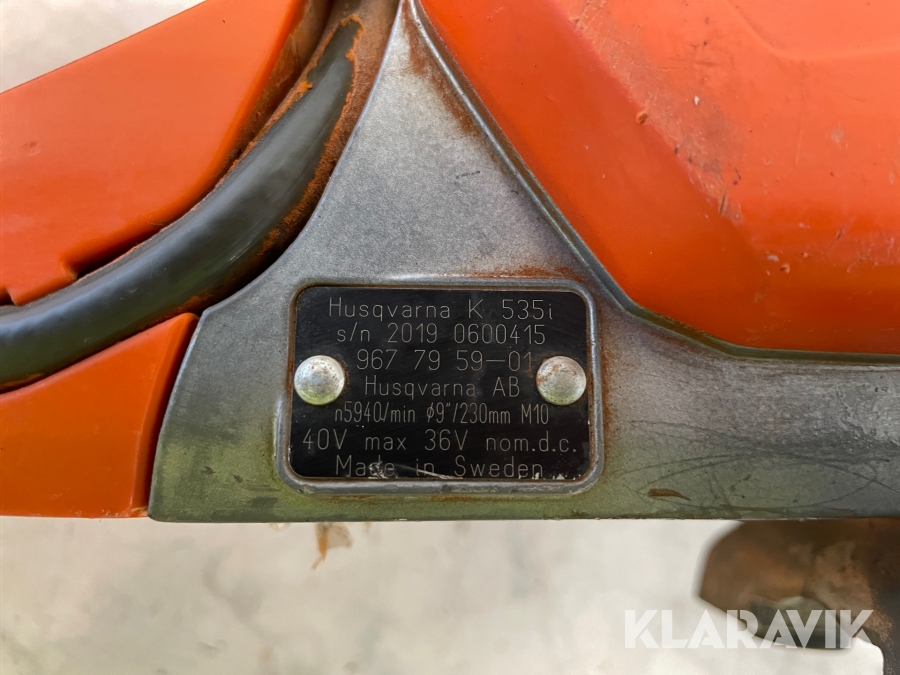 Husqvarna K 535i
s/n 2019 0600415
967 79 59-01
Husqvarna AB
n5940/min ϕ9"/230mm M10
40V max 36V nom.d.c.
Made in Sweden
KLARAVIK